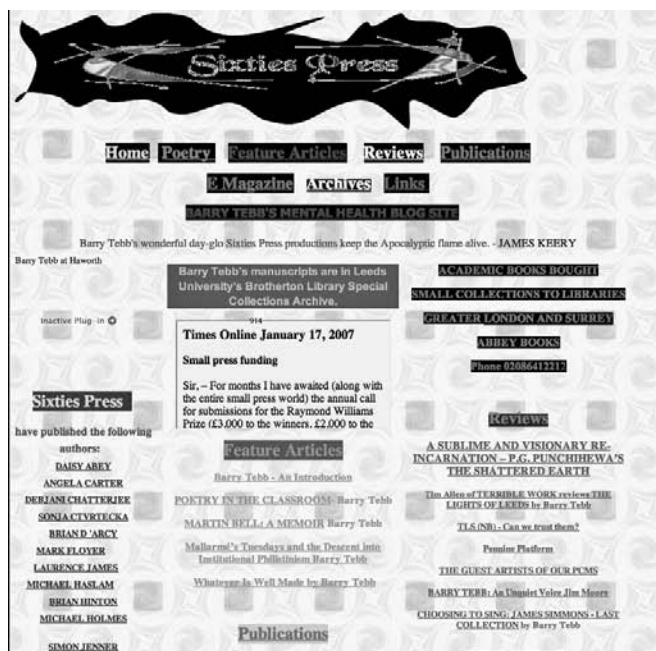 Sixties Press
Home Poetry Feature Articles Reviews Publications
E Magazine Archives Links
BARRY TEBB'S MENTAL HEALTH BLOG SITE
Barry Tebb's wonderful day-glo Sixties Press productions keep the Apocalyptic flame alive. - JAMES KEERY
Barry Tebb at Haworth
Inactive Plug-in
Sixties Press
have published the following
authors:
DAISY ABEY
ANGELA CARTER
DEBJANI CHATTERJEE
SONJA CTVRTECKA
BRIAN D 'ARCY
MARK FLOYER
LAURENCE JAMES
MICHAEL HASLAM
BRIAN HINTON
MICHAEL HOLMES
SIMON JENNER
Barry Tebb's manuscripts are in Leeds
University's Brotherton Library Special
Collections Archive.
914
Times Online January 17, 2007
Small press funding
Sir, – For months I have awaited (along with
the entire small press world) the annual call
for submissions for the Raymond Williams
Prize (£3,000 to the winners, £2,000 to the
Feature Articles
Barry Tebb - An Introduction
POETRY IN THE CLASSROOM- Barry Tebb
MARTIN BELL: A MEMOIR Barry Tebb
Mallarmé's Tuesdays and the Descent into
Institutional Philistinism Barry Tebb
Whatever Is Well Made by Barry Tebb
Publications
ACADEMIC BOOKS BOUGHT
SMALL COLLECTIONS TO LIBRARIES
GREATER LONDON AND SURREY
ABBEY BOOKS
Phone 02086412212
Reviews
A SUBLIME AND VISIONARY RE-
INCARNATION – P.G. PUNCHIHEWA'S
THE SHATTERED EARTH
Tim Allen of TERRIBLE WORK reviews THE
LIGHTS OF LEEDS by Barry Tebb
TLS (NB) - Can we trust them?
Pennine Platform
THE GUEST ARTISTS OF OUR PCMS
BARRY TEBB: An Unquiet Voice Jim Moore
CHOOSING TO SING: JAMES SIMMONS - LAST
COLLECTION by Barry Tebb